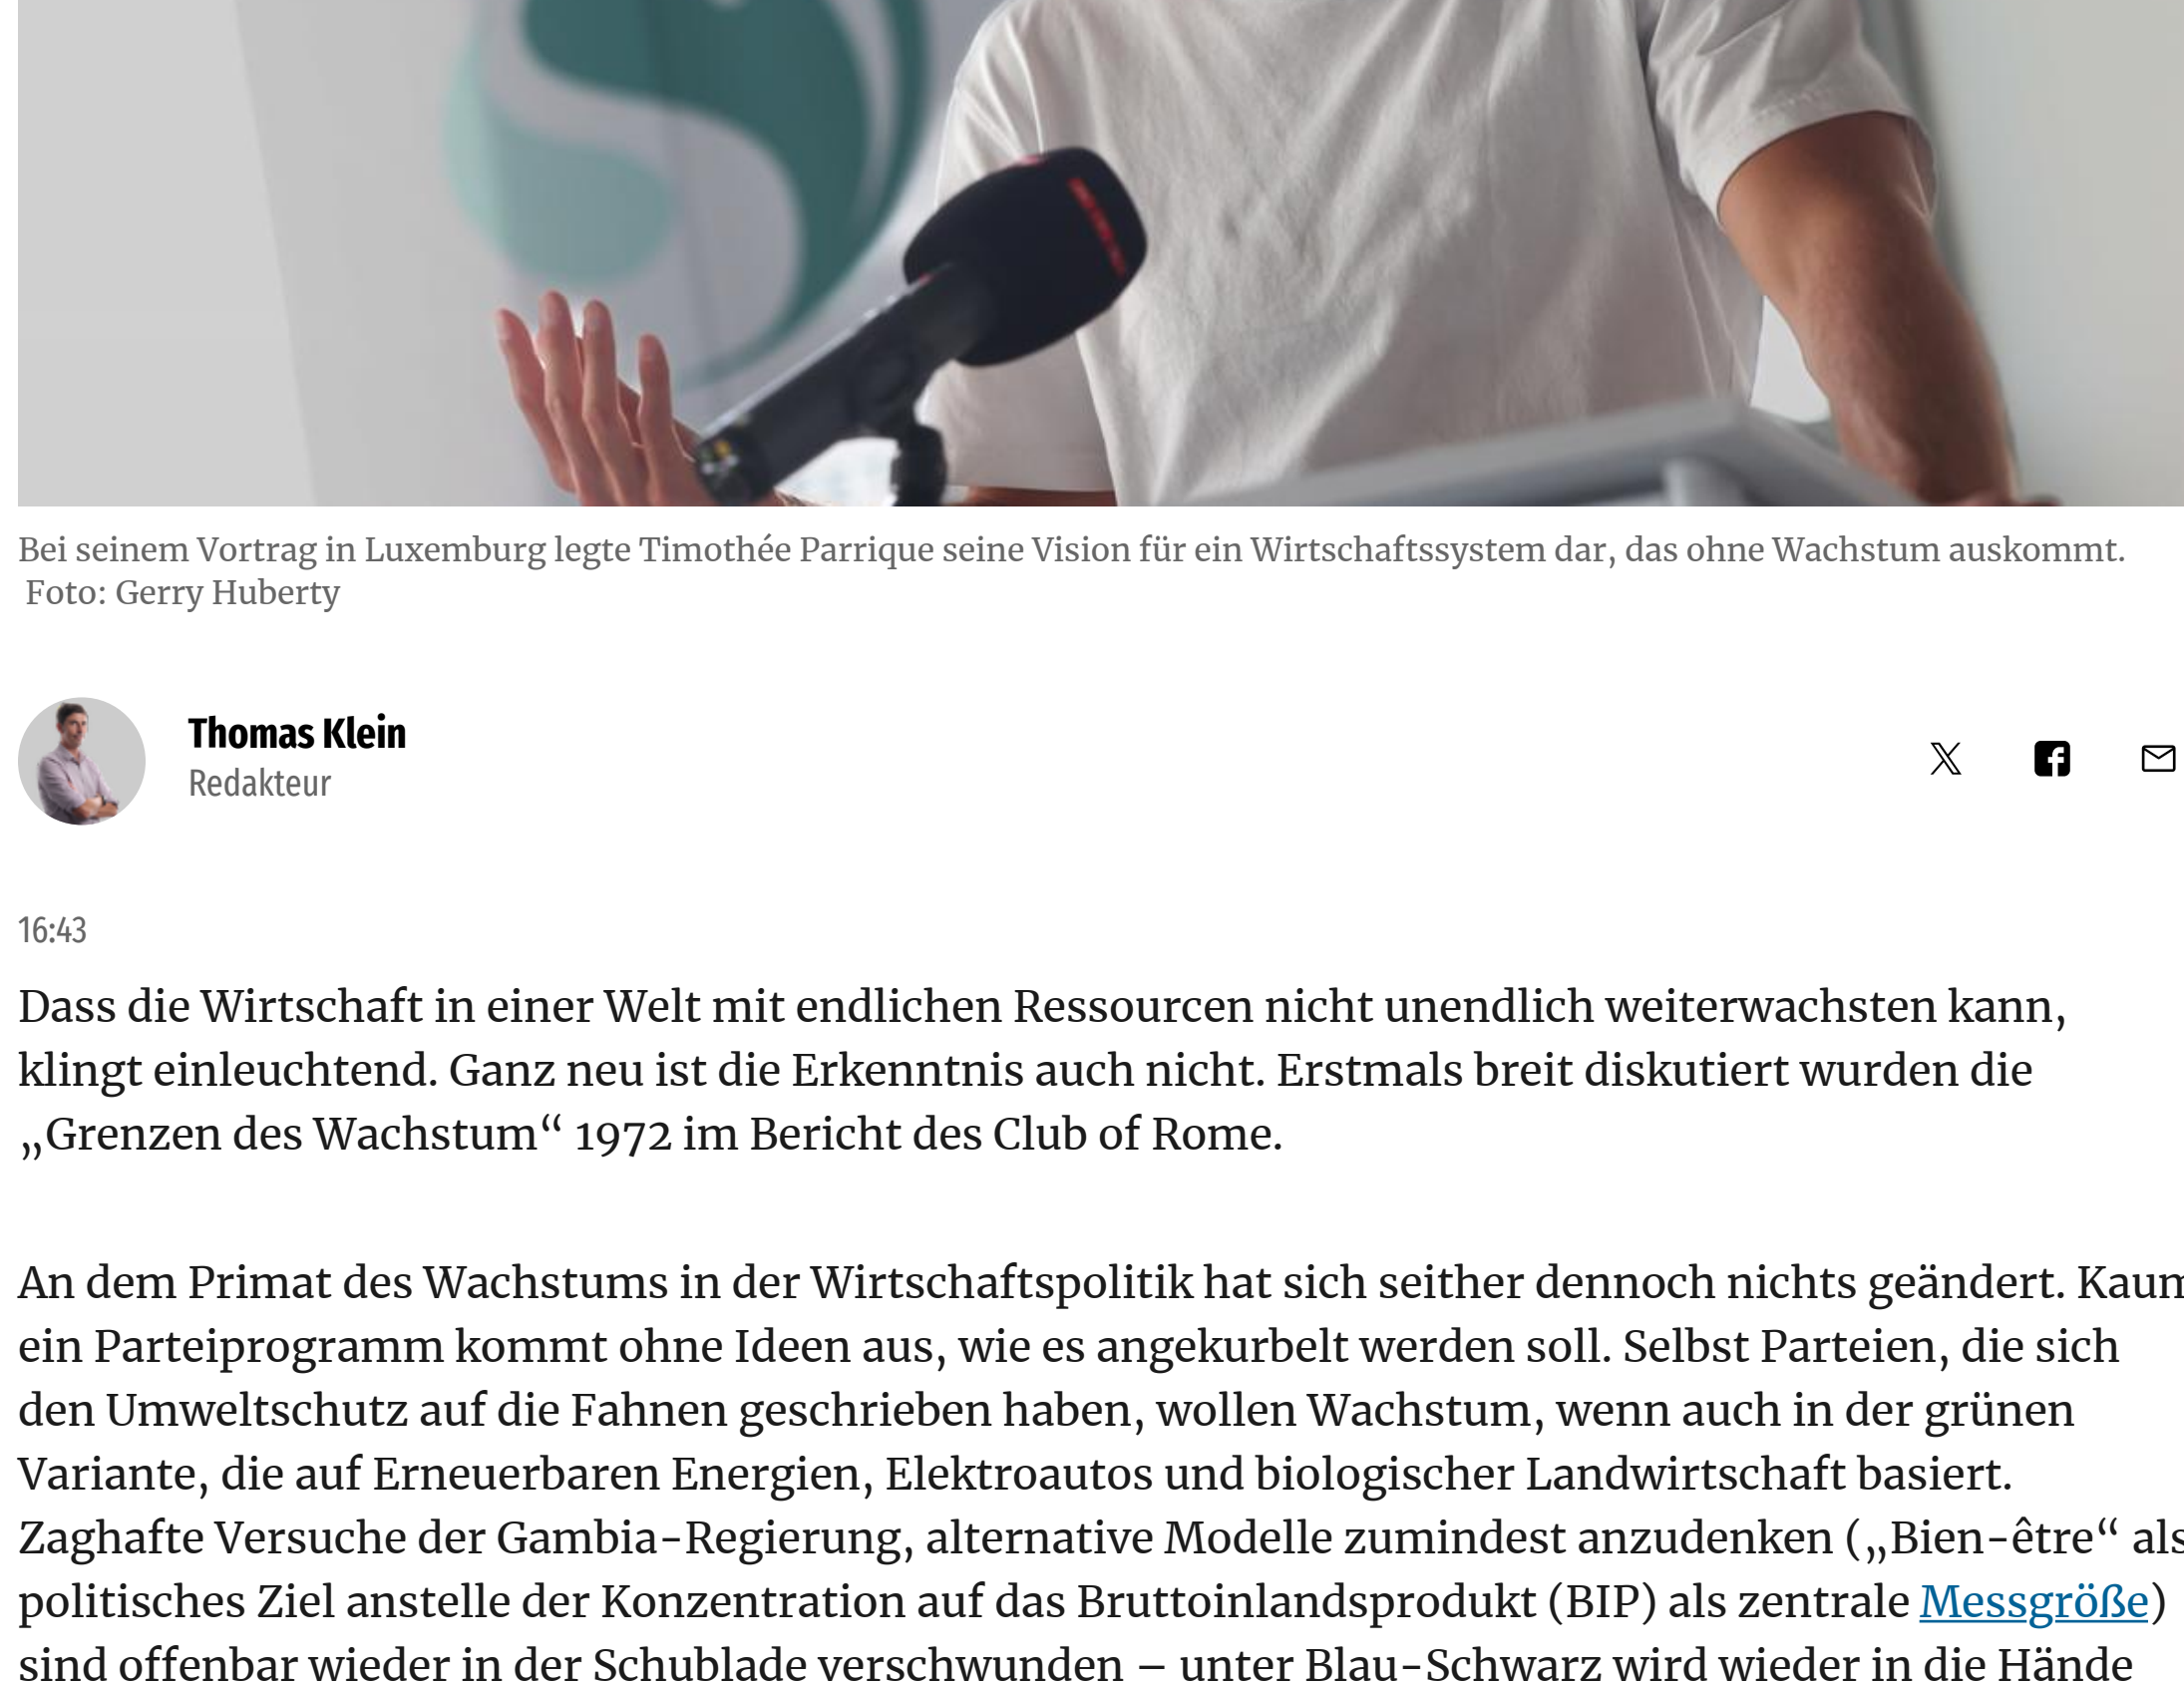 Bei seinem Vortrag in Luxemburg legte Timothée Parrique seine Vision für ein Wirtschaftssystem dar, das ohne Wachstum auskommt.
Foto: Gerry Huberty
Thomas Klein
Redakteur
16:43
Dass die Wirtschaft in einer Welt mit endlichen Ressourcen nicht unendlich weiterwachsten kann,
klingt einleuchtend. Ganz neu ist die Erkenntnis auch nicht. Erstmals breit diskutiert wurden die
„Grenzen des Wachstum“ 1972 im Bericht des Club of Rome.
An dem Primat des Wachstums in der Wirtschaftspolitik hat sich seither dennoch nichts geändert. Kaum
ein Parteiprogramm kommt ohne Ideen aus, wie es angekurbelt werden soll. Selbst Parteien, die sich
den Umweltschutz auf die Fahnen geschrieben haben, wollen Wachstum, wenn auch in der grünen
Variante, die auf Erneuerbaren Energien, Elektroautos und biologischer Landwirtschaft basiert.
Zaghafte Versuche der Gambia-Regierung, alternative Modelle zumindest anzudenken („Bien-être“ als
politisches Ziel anstelle der Konzentration auf das Bruttoinlandsprodukt (BIP) als zentrale Messgröße)
sind offenbar wieder in der Schublade verschwunden – unter Blau-Schwarz wird wieder in die Hände